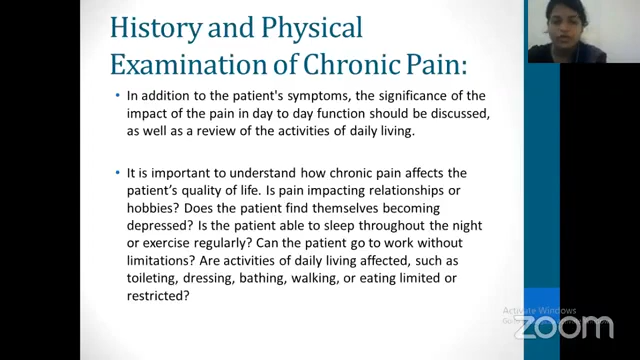 History and Physical
Examination of Chronic Pain:
• In addition to the patient's symptoms, the significance of the
impact of the pain in day to day function should be discussed,
as well as a review of the activities of daily living.
• It is important to understand how chronic pain affects the
patient's quality of life. Is pain impacting relationships or
hobbies? Does the patient find themselves becoming
depressed? Is the patient able to sleep throughout the night
or exercise regularly? Can the patient go to work without
limitations? Are activities of daily living affected, such as
toileting, dressing, bathing, walking, or eating limited or
restricted?
Activate Windows
zoom